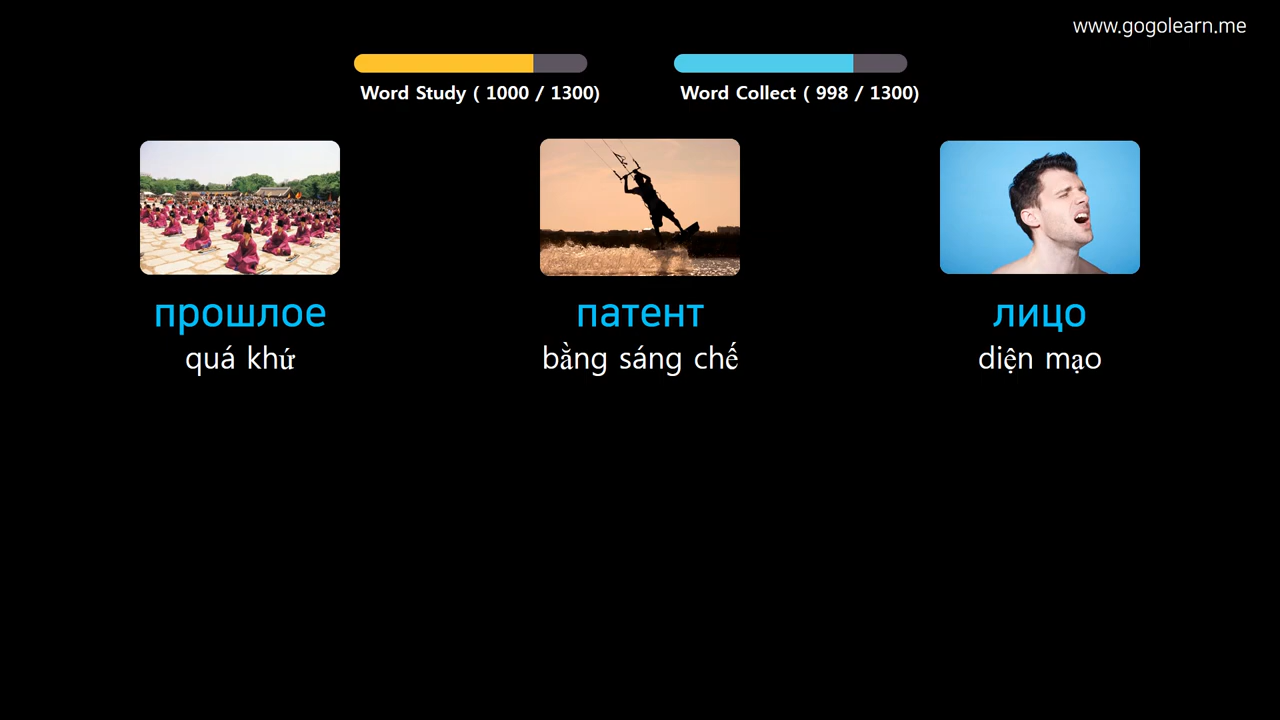 www.gogolearn.me
Word Study ( 1000 / 1300)
Word Collect ( 998 / 1300)
прошлое
quá khứ
патент
bằng sáng chế
лицо
diện mạo